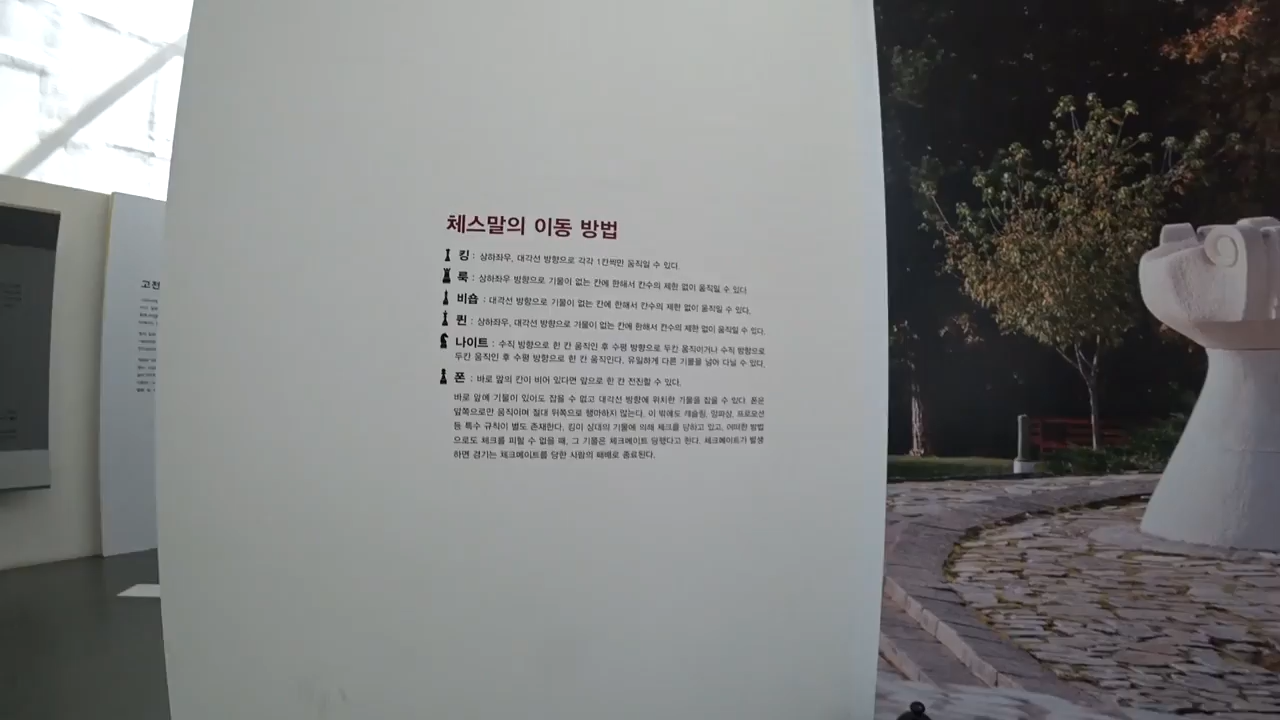 체스말의 이동 방법
킹 : 상하좌우, 대각선 방향으로 각각 1칸씩만 움직일 수 있다.
룩 : 상하좌우 방향으로 기물이 없는 칸에 한해서 칸수의 제한 없이 움직일 수 있다.
비숍 : 대각선 방향으로 기물이 없는 칸에 한해서 칸수의 제한 없이 움직일 수 있다.
퀸 : 상하좌우, 대각선 방향으로 기물이 없는 칸에 한해서 칸수의 제한 없이 움직일 수 있다.
나이트 : 수직 방향으로 한 칸 움직인 후 수평 방향으로 두칸 움직이거나 수직 방향으로
두칸 움직인 후 수평 방향으로 한 칸 움직인다. 유일하게 다른 기물을 넘어 다닐 수 있다.
폰 : 바로 앞의 칸이 비어 있다면 앞으로 한 칸 전진할 수 있다.
바로 앞에 기물이 있어도 잡을 수 없고 대각선 방향에 위치한 기물을 잡을 수 있다. 폰은
앞쪽으로만 움직이며 절대 뒤쪽으로 행마하지 않는다. 이 밖에도 캐슬링, 앙파상, 프로모션
등 특수 규칙이 별도 존재한다. 킹이 상대의 기물에 의해 체크를 당하고 있고, 어떠한 방법
으로도 체크를 피할 수 없을 때, 그 기물은 체크메이트 당했다고 한다. 체크메이트가 발생
하면 경기는 체크메이트를 당한 사람의 패배로 종료된다.
고전